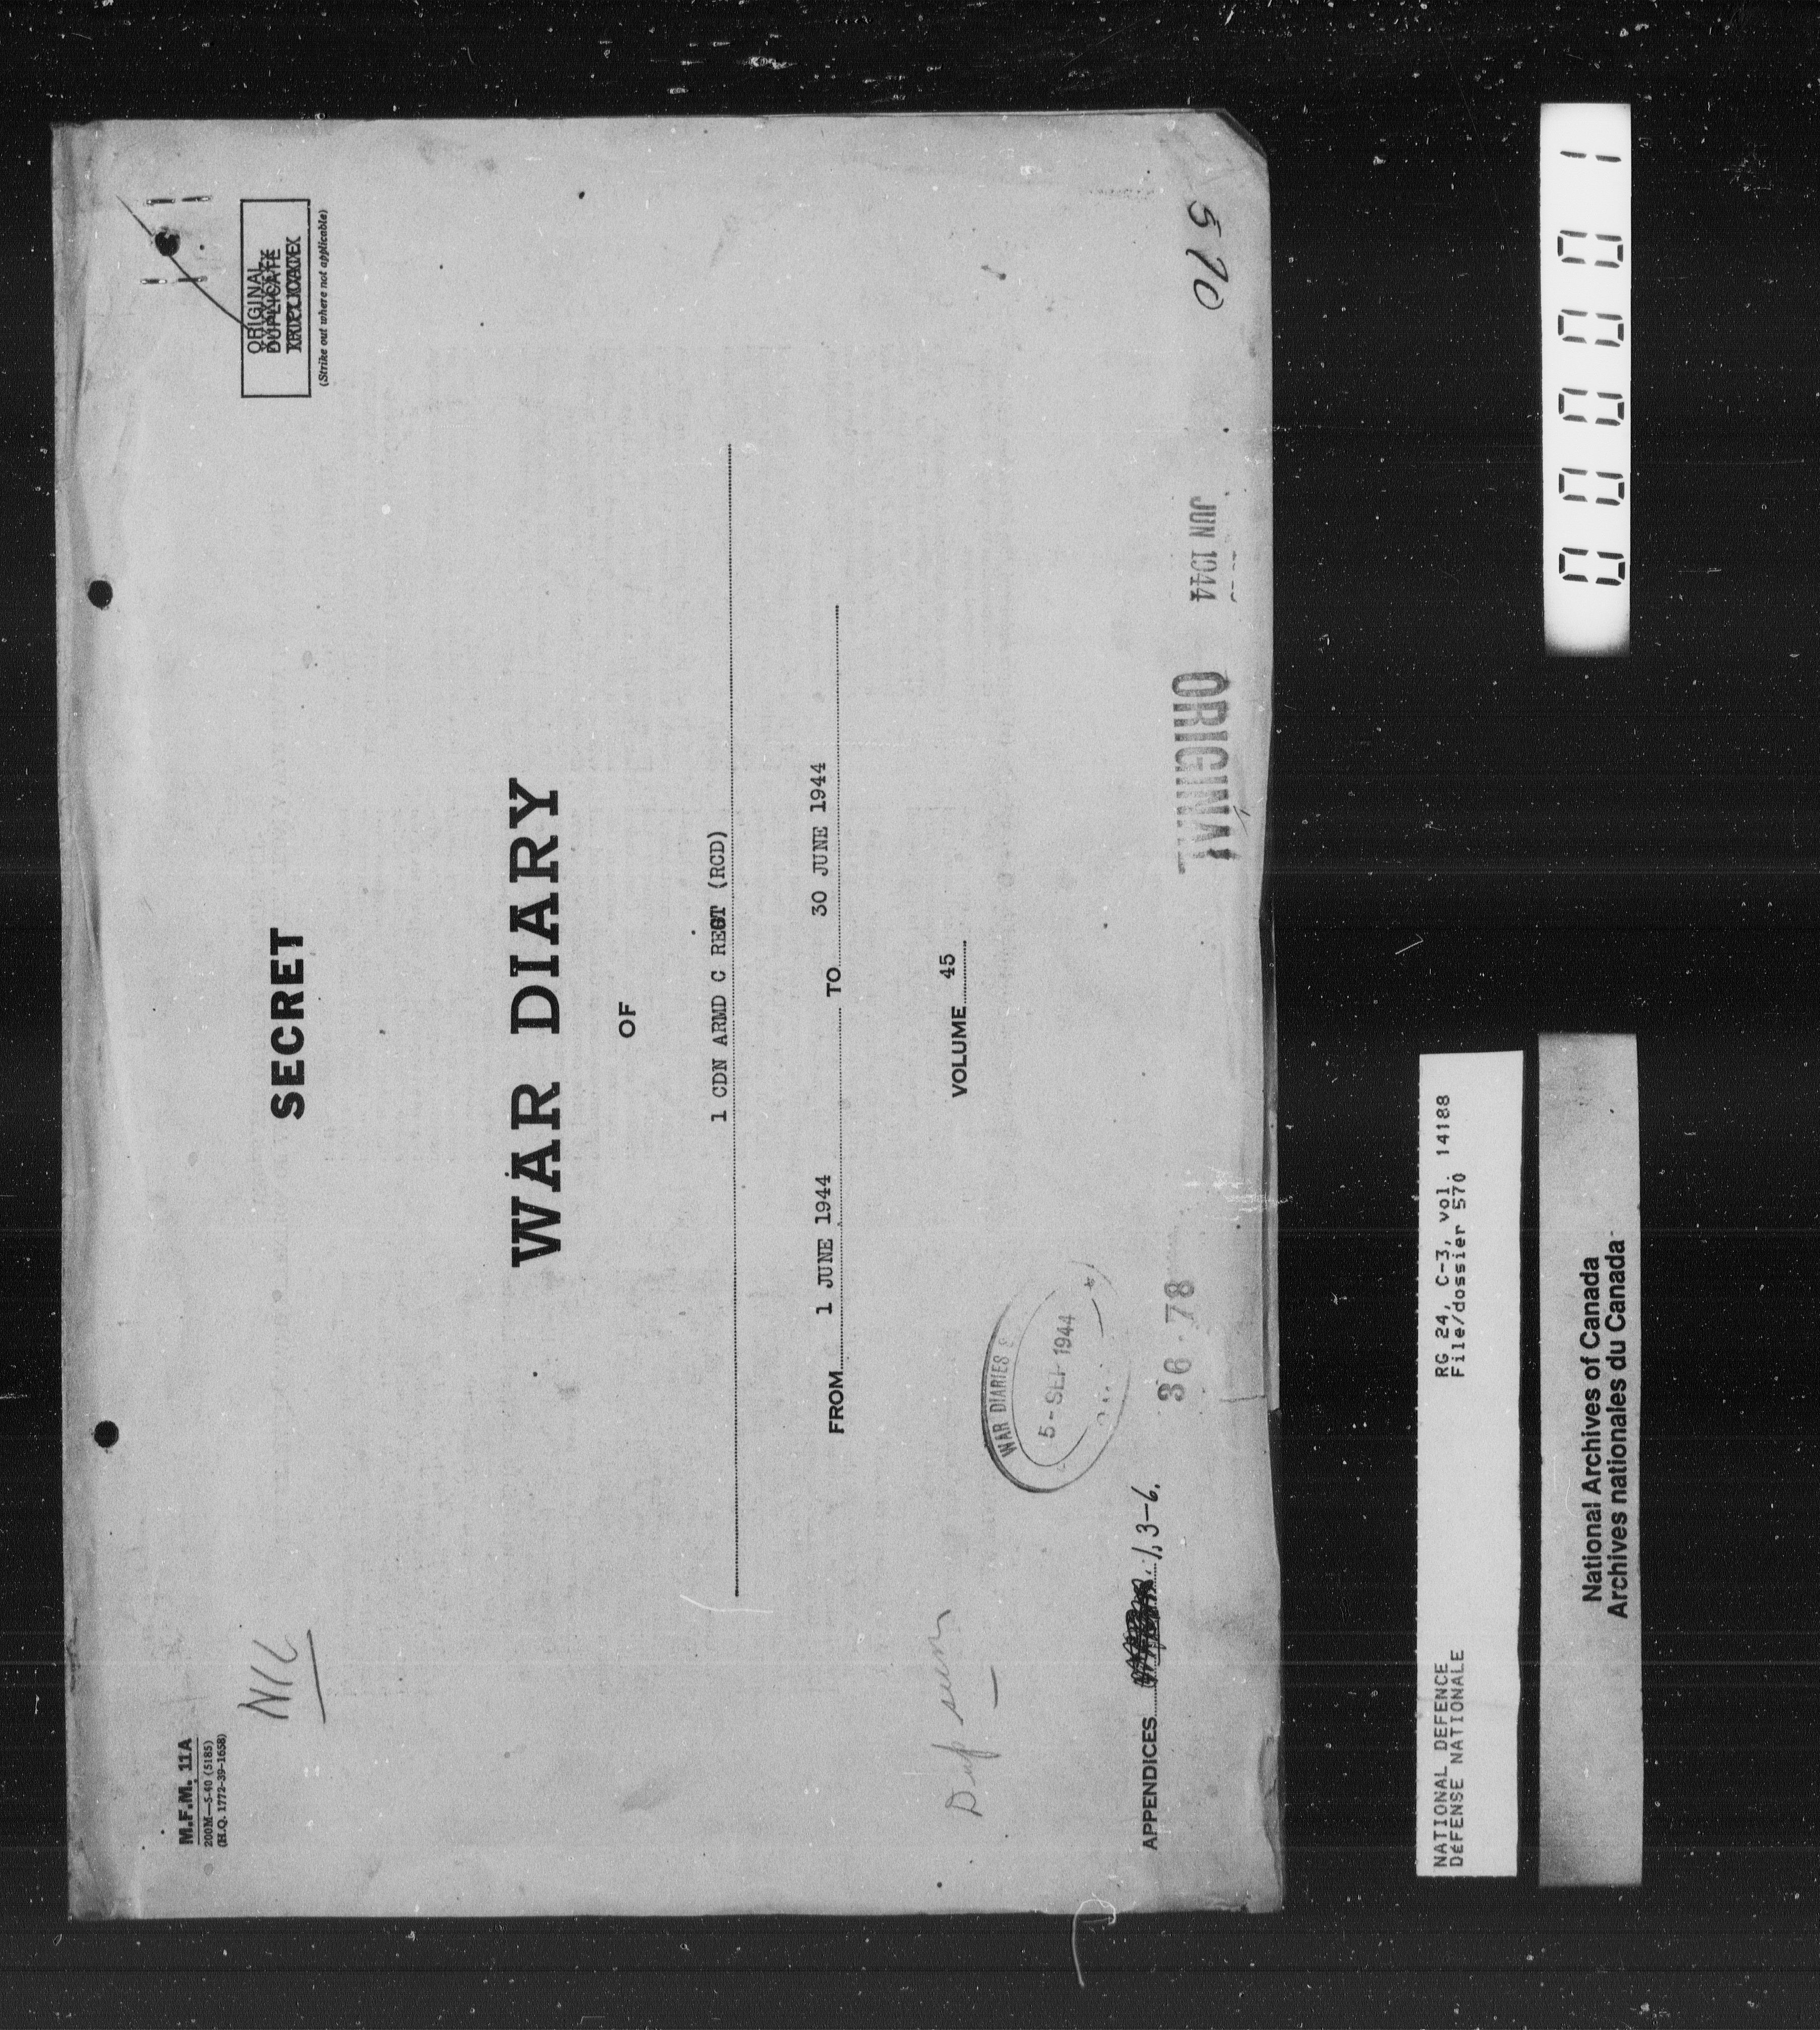 M.F.M. 11A
200M—5-40 (5185)
(H.Q. 1772-39-1658)
NIL
SECRET
ORIGINAL
DUPLICATE
TRIPLICATE
(Strike out where not applicable)
WAR DIARY
OF
1 CDN ARMD C REGT (RCD)
FROM 1 JUNE 1944 TO 30 JUNE 1944
VOLUME 45
Dup
WAR DIARIES
5 - SEP 1944
APPENDICES 1, 3-6.
36 78
ORIGINAL
JUN 1944
570
NATIONAL DEFENCE RG 24, C-3, vol. 14188
DéFENSE NATIONALE File/dossier 570
National Archives of Canada
Archives nationales du Canada
000001